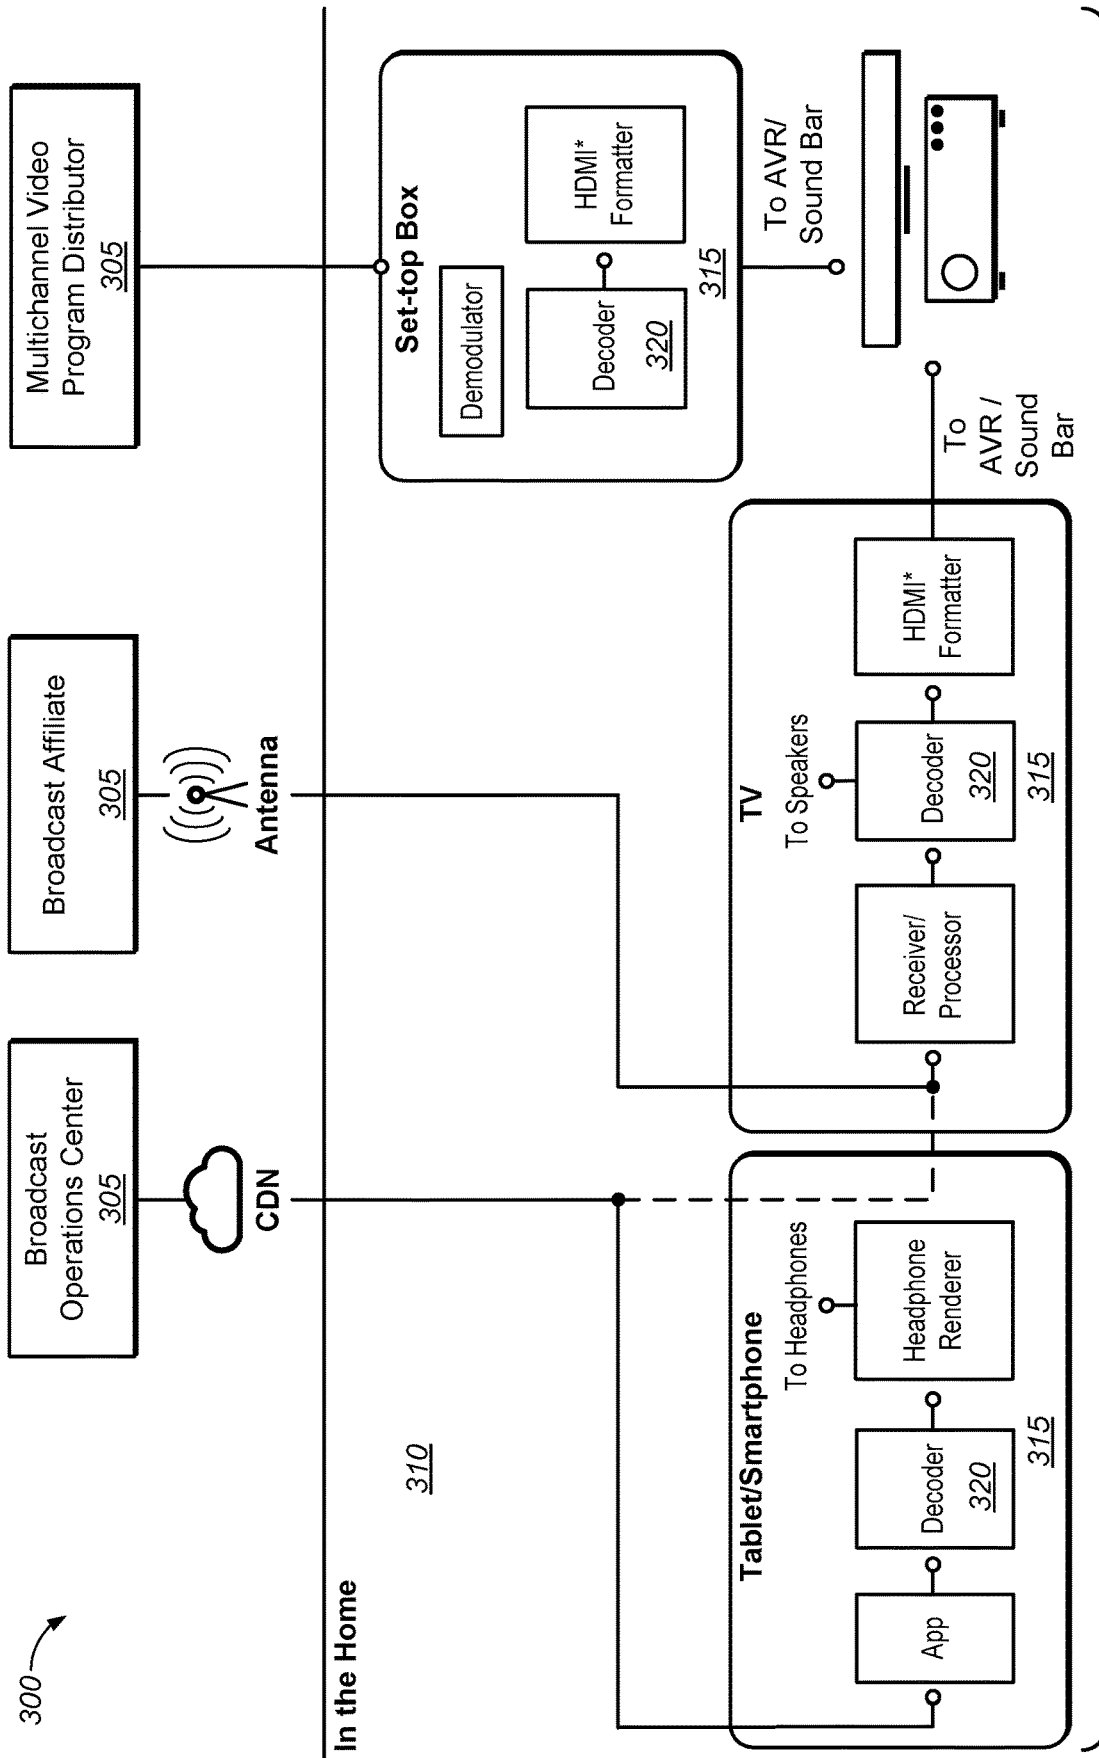 300
Broadcast
Operations Center
305
CDN
Broadcast Affiliate
305
Antenna
Multichannel Video
Program Distributor
305
In the Home
310
Set-top Box
Demodulator
Decoder
320
HDMI*
Formatter
315
To AVR/
Sound Bar
Tablet/Smartphone
To Headphones
App
Decoder
320
Headphone
Renderer
315
TV
To Speakers
Receiver/
Processor
Decoder
320
HDMI*
Formatter
315
To
AVR /
Sound
Bar